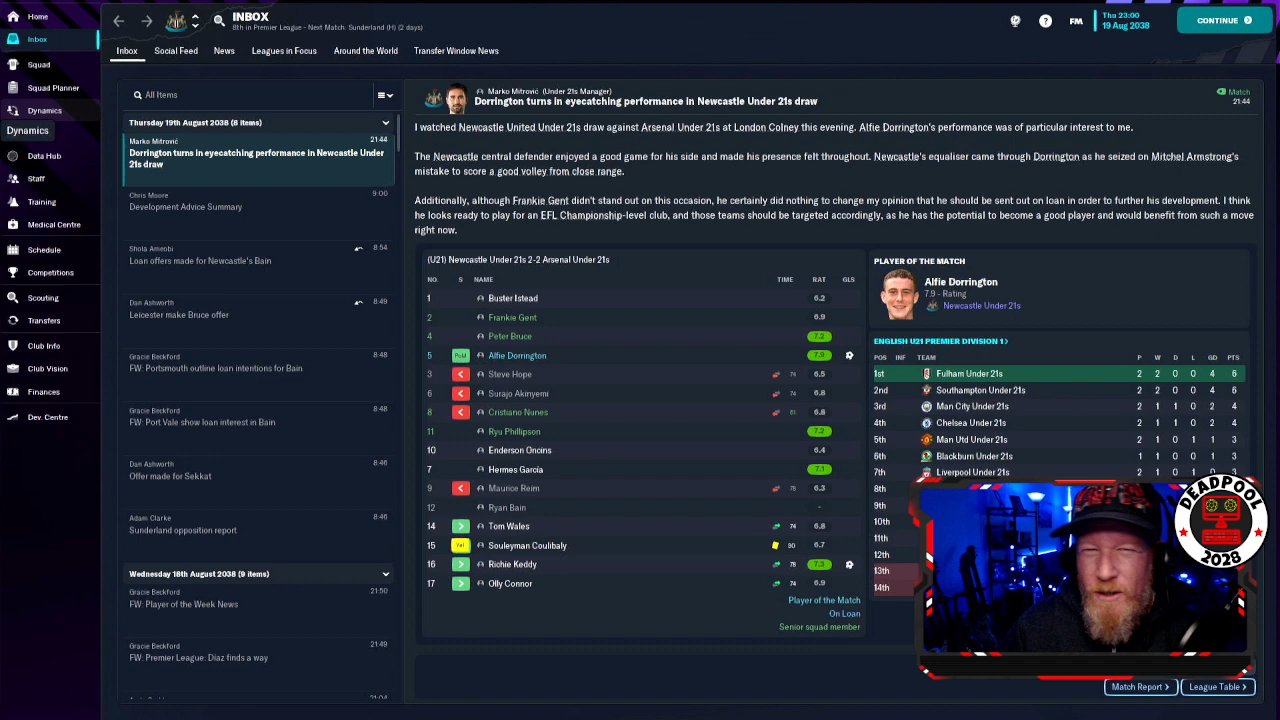 Home
INBOX
8th in Premier League - Next Match: Sunderland (H) (2 days)
FM
Thu 23:00
19 Aug 2038
CONTINUE
Inbox
Inbox
Social Feed
News
Leagues in Focus
Around the World
Transfer Window News
Squad
Squad Planner
Dynamics
Dynamics
Data Hub
Staff
Training
Medical Centre
Schedule
Competitions
Scouting
Transfers
Club Info
Club Vision
Finances
Dev. Centre
All Items
Thursday 19th August 2038 (8 items)
Marko Mitrović
21:44
Dorrington turns in eyecatching performance in Newcastle Under 21s draw
Chris Moore
9:00
Development Advice Summary
Shola Ameobi
8:54
Loan offers made for Newcastle's Bain
Dan Ashworth
8:49
Leicester make Bruce offer
Gracie Beckford
8:48
FW: Portsmouth outline loan intentions for Bain
Gracie Beckford
8:48
FW: Port Vale show loan interest in Bain
Dan Ashworth
8:46
Offer made for Sekkat
Adam Clarke
8:46
Sunderland opposition report
Wednesday 18th August 2038 (9 items)
Gracie Beckford
21:50
FW: Player of the Week News
Gracie Beckford
21:49
FW: Premier League: Díaz finds a way
21:04
Marko Mitrović (Under 21s Manager)
Dorrington turns in eyecatching performance in Newcastle Under 21s draw
Match
21:44
I watched Newcastle United Under 21s draw against Arsenal Under 21s at London Colney this evening. Alfie Dorrington's performance was of particular interest to me.
The Newcastle central defender enjoyed a good game for his side and made his presence felt throughout. Newcastle's equaliser came through Dorrington as he seized on Mitchel Armstrong's
mistake to score a good volley from close range.
Additionally, although Frankie Gent didn't stand out on this occasion, he certainly did nothing to change my opinion that he should be sent out on loan in order to further his development. I think
he looks ready to play for an EFL Championship-level club, and those teams should be targeted accordingly, as he has the potential to become a good player and would benefit from such a move
right now.
(U21) Newcastle Under 21s 2-2 Arsenal Under 21s
NO. S NAME TIME RAT GLS
1 Buster Istead 6.2
2 Frankie Gent 6.9
4 Peter Bruce 7.2
5 PoM Alfie Dorrington 7.9
3 Steve Hope 74 6.5
6 Surajo Akinyemi 74 6.8
8 Cristiano Nunes 61 6.8
11 Ryu Phillipson 7.2
10 Enderson Oncins 6.4
7 Hermes García 7.1
9 Maurice Reim 78 6.3
12 Ryan Bain -
14 Tom Wales 74 6.8
15 Yel Souleyman Coulibaly 90 6.7
16 Richie Keddy 78 7.3
17 Olly Connor 74 6.9
Player of the Match
On Loan
Senior squad member
PLAYER OF THE MATCH
Alfie Dorrington
7.9 - Rating
Newcastle Under 21s
ENGLISH U21 PREMIER DIVISION 1 >
POS INF TEAM P W D L GD PTS
1st Fulham Under 21s 2 2 0 0 4 6
2nd Southampton Under 21s 2 2 0 0 4 6
3rd Man City Under 21s 2 1 1 0 2 4
4th Chelsea Under 21s 2 1 1 0 2 4
5th Man Utd Under 21s 2 1 0 1 1 3
6th Blackburn Under 21s 1 1 0 0 1 3
7th Liverpool Under 21s 2 1 0 1 0 3
8th
9th
10th
11th
12th
13th
14th
DEADPOOL
2028
Match Report >
League Table >